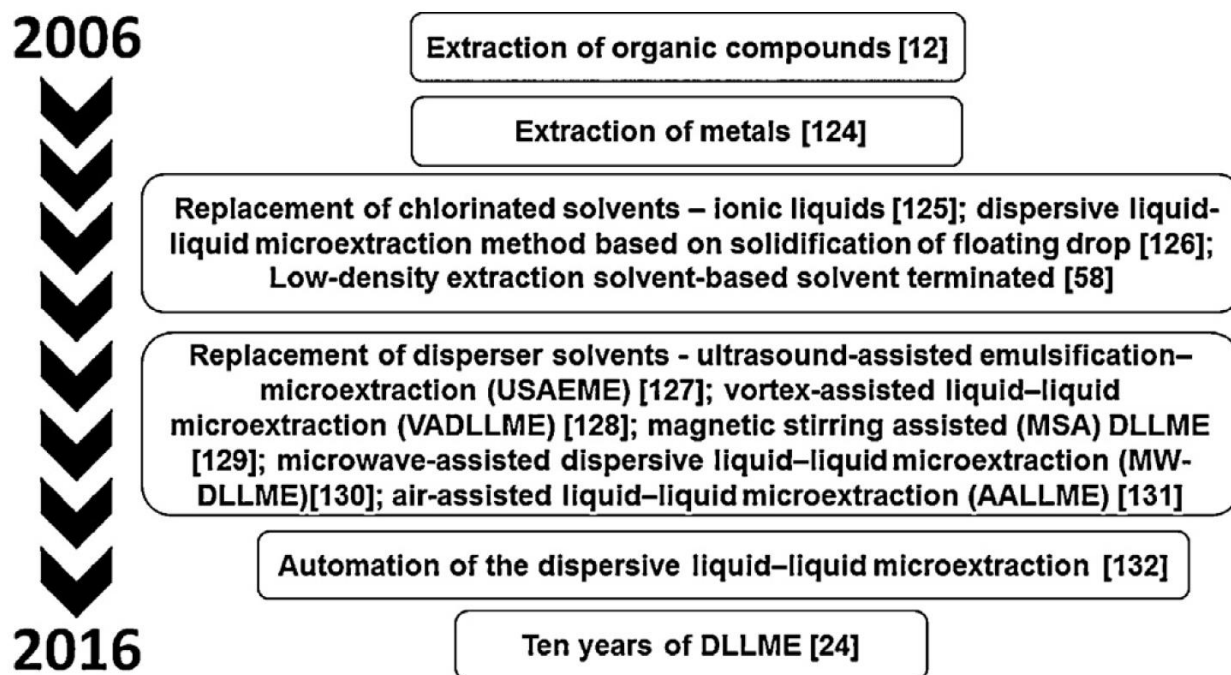 2006
Extraction of organic compounds [12]
Extraction of metals [124]
Replacement of chlorinated solvents – ionic liquids [125]; dispersive liquid-
liquid microextraction method based on solidification of floating drop [126];
Low-density extraction solvent-based solvent terminated [58]
Replacement of disperser solvents - ultrasound-assisted emulsification–
microextraction (USAEME) [127]; vortex-assisted liquid–liquid
microextraction (VADLLME) [128]; magnetic stirring assisted (MSA) DLLME
[129]; microwave-assisted dispersive liquid–liquid microextraction (MW-
DLLME)[130]; air-assisted liquid–liquid microextraction (AALLME) [131]
Automation of the dispersive liquid–liquid microextraction [132]
2016
Ten years of DLLME [24]